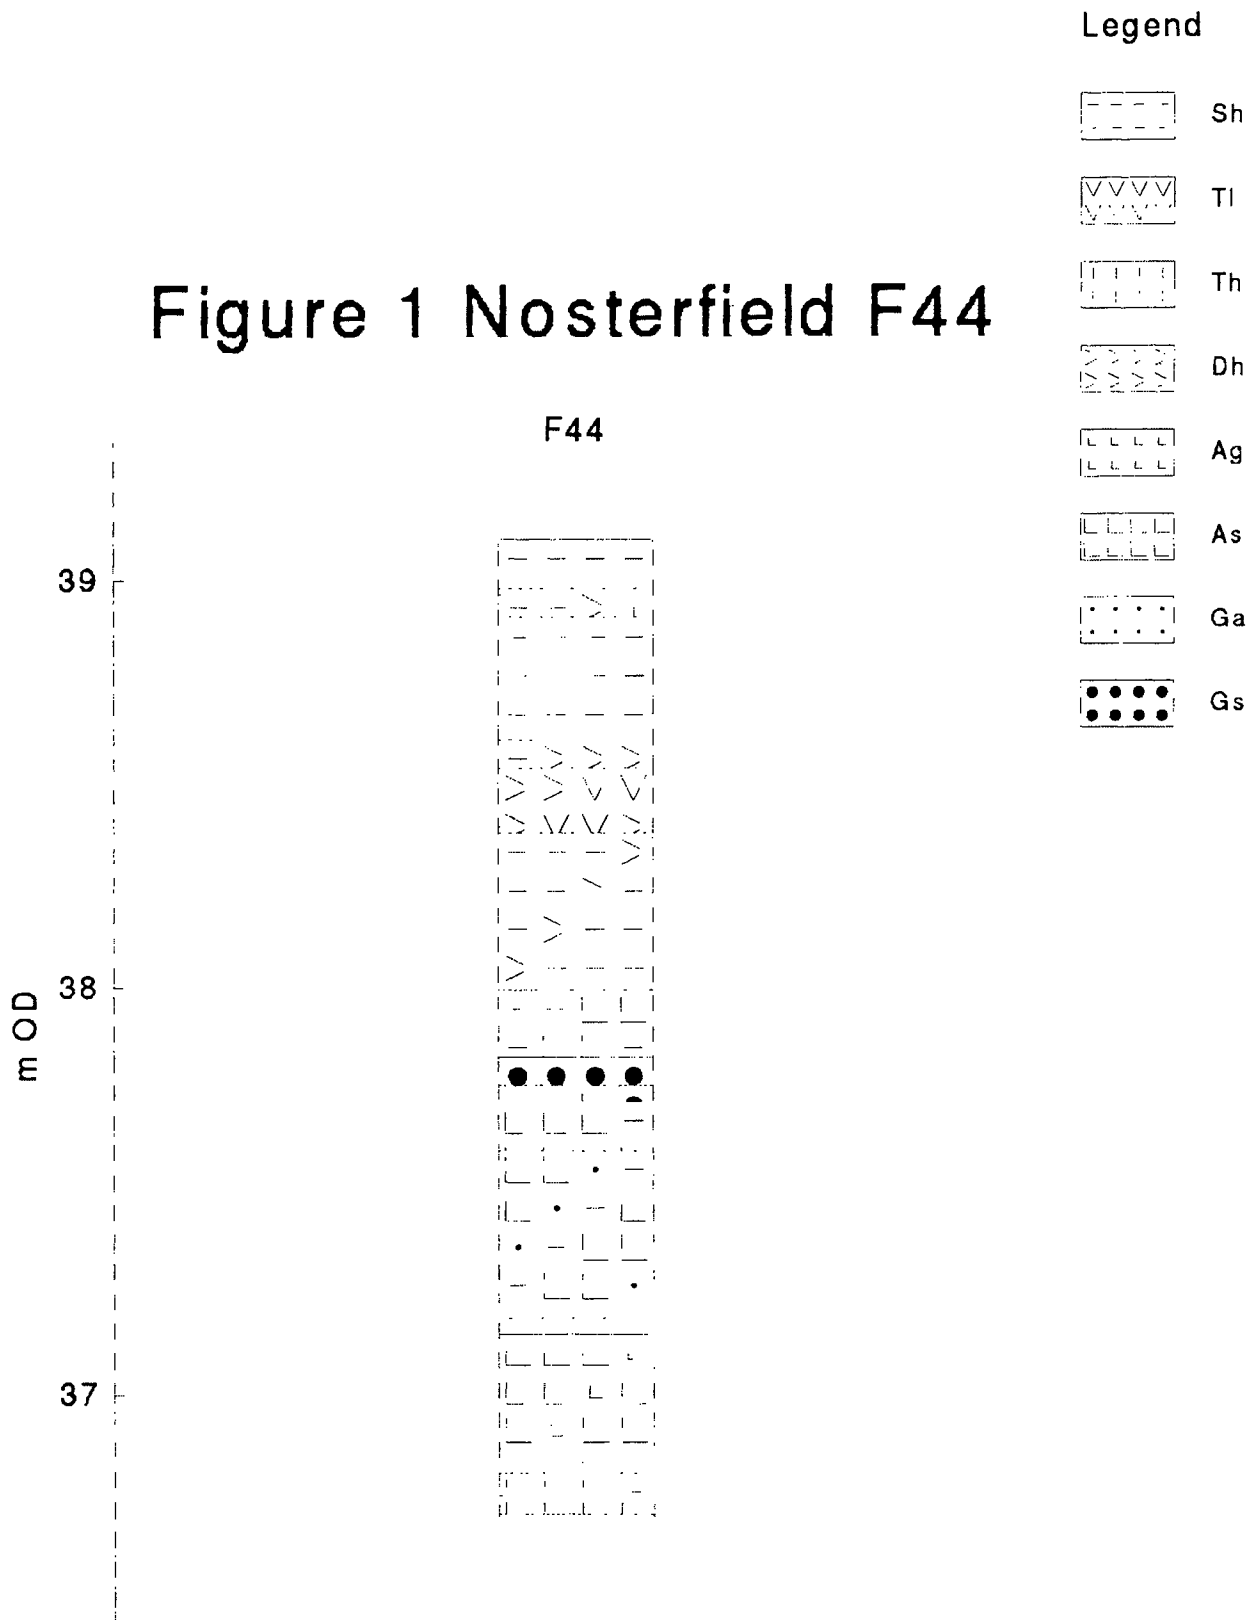 Legend
Sh
Tl
Th
Dh
Ag
As
Ga
Gs
Figure 1 Nosterfield F44
F44
39
38
37
m OD